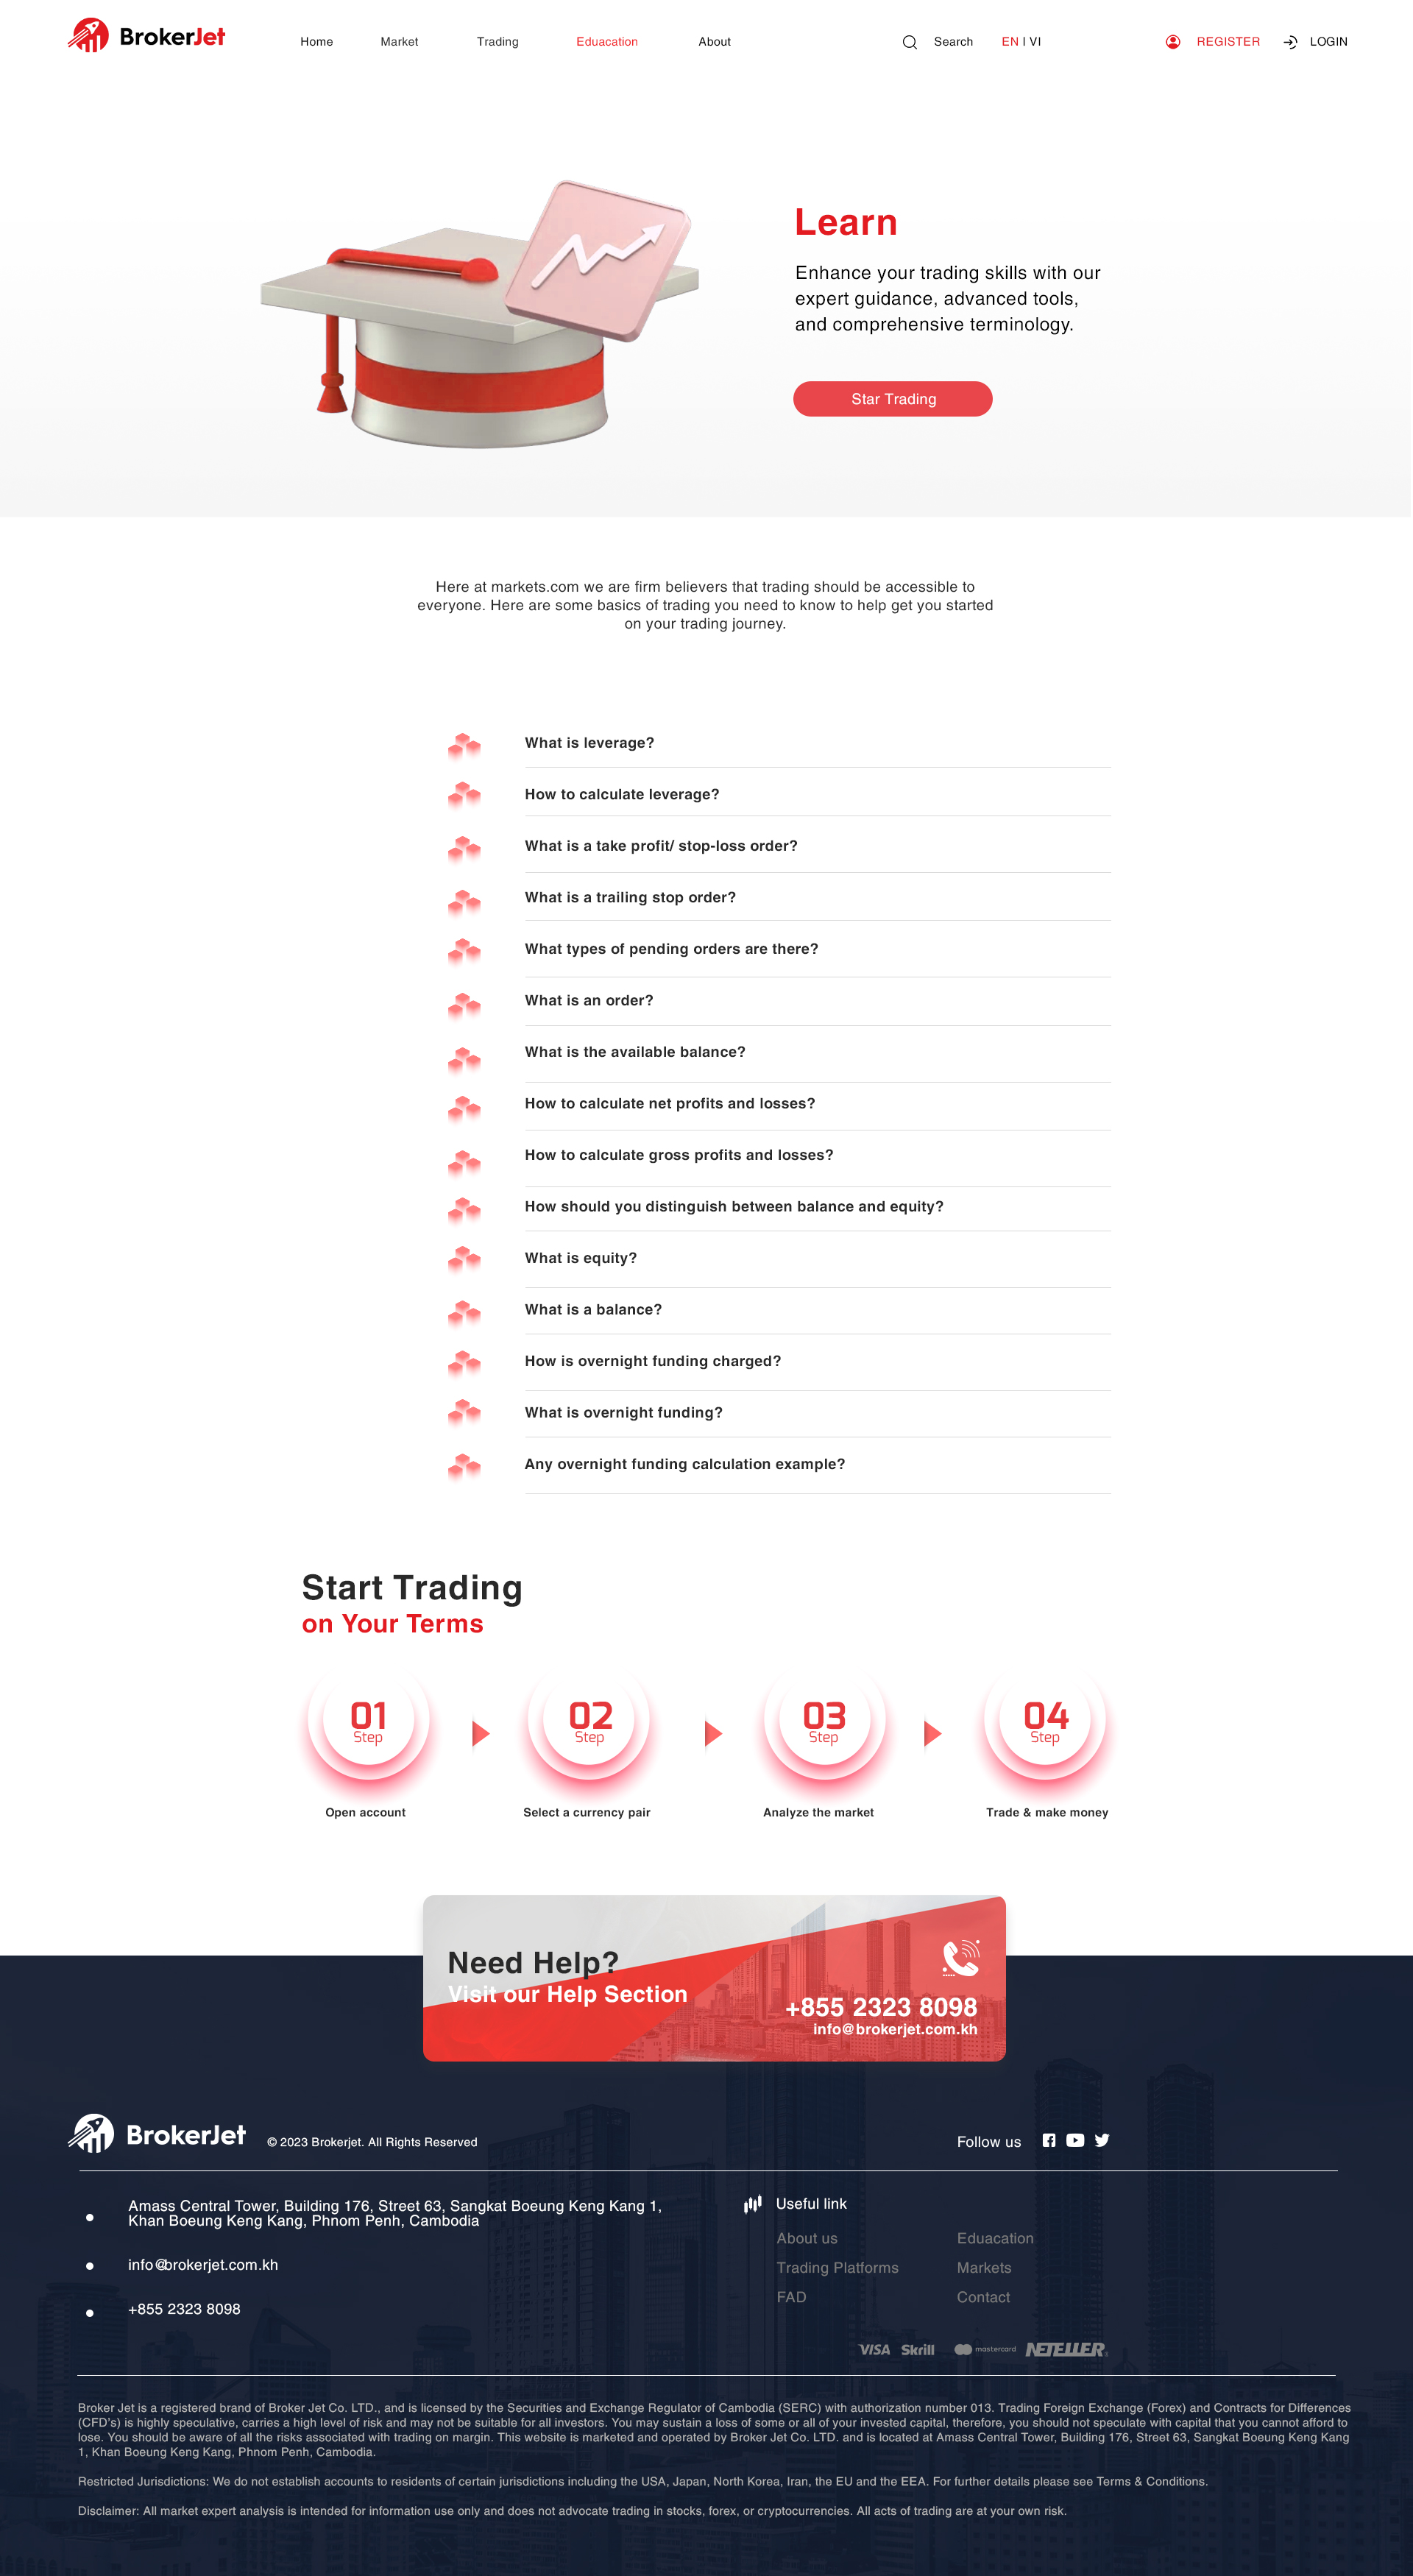 BrokerJet
Home
Market
Trading
Eduacation
About
Search
EN | VI
REGISTER
LOGIN
Learn
Enhance your trading skills with our
expert guidance, advanced tools,
and comprehensive terminology.
Star Trading
Here at markets.com we are firm believers that trading should be accessible to
everyone. Here are some basics of trading you need to know to help get you started
on your trading journey.
What is leverage?
How to calculate leverage?
What is a take profit/ stop-loss order?
What is a trailing stop order?
What types of pending orders are there?
What is an order?
What is the available balance?
How to calculate net profits and losses?
How to calculate gross profits and losses?
How should you distinguish between balance and equity?
What is equity?
What is a balance?
How is overnight funding charged?
What is overnight funding?
Any overnight funding calculation example?
Start Trading
on Your Terms
01
Step
Open account
02
Step
Select a currency pair
03
Step
Analyze the market
04
Step
Trade & make money
Need Help?
Visit our Help Section
+855 2323 8098
info@brokerjet.com.kh
BrokerJet
© 2023 Brokerjet. All Rights Reserved
Follow us
Amass Central Tower, Building 176, Street 63, Sangkat Boeung Keng Kang 1,
Khan Boeung Keng Kang, Phnom Penh, Cambodia
info@brokerjet.com.kh
+855 2323 8098
Useful link
About us
Eduacation
Trading Platforms
Markets
FAD
Contact
VISA
Skrill
mastercard
NETELLER
Broker Jet is a registered brand of Broker Jet Co. LTD., and is licensed by the Securities and Exchange Regulator of Cambodia (SERC) with authorization number 013. Trading Foreign Exchange (Forex) and Contracts for Differences
(CFD's) is highly speculative, carries a high level of risk and may not be suitable for all investors. You may sustain a loss of some or all of your invested capital, therefore, you should not speculate with capital that you cannot afford to
lose. You should be aware of all the risks associated with trading on margin. This website is marketed and operated by Broker Jet Co. LTD. and is located at Amass Central Tower, Building 176, Street 63, Sangkat Boeung Keng Kang
1, Khan Boeung Keng Kang, Phnom Penh, Cambodia.
Restricted Jurisdictions: We do not establish accounts to residents of certain jurisdictions including the USA, Japan, North Korea, Iran, the EU and the EEA. For further details please see Terms & Conditions.
Disclaimer: All market expert analysis is intended for information use only and does not advocate trading in stocks, forex, or cryptocurrencies. All acts of trading are at your own risk.